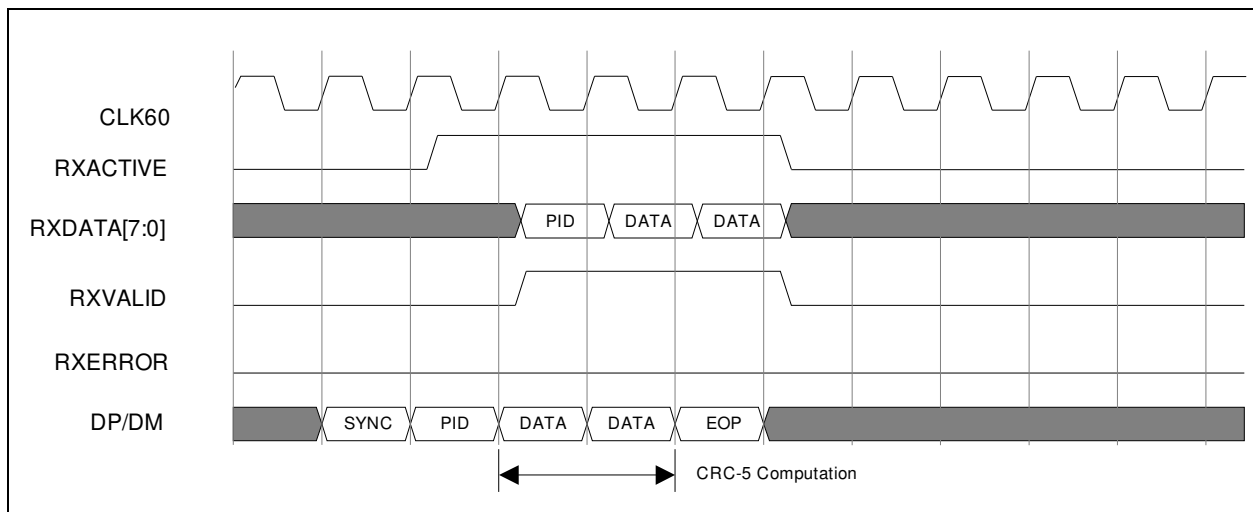 CLK60
RXACTIVE
RXDATA[7:0] PID DATA DATA
RXVALID
RXERROR
DP/DM SYNC PID DATA DATA EOP
CRC-5 Computation